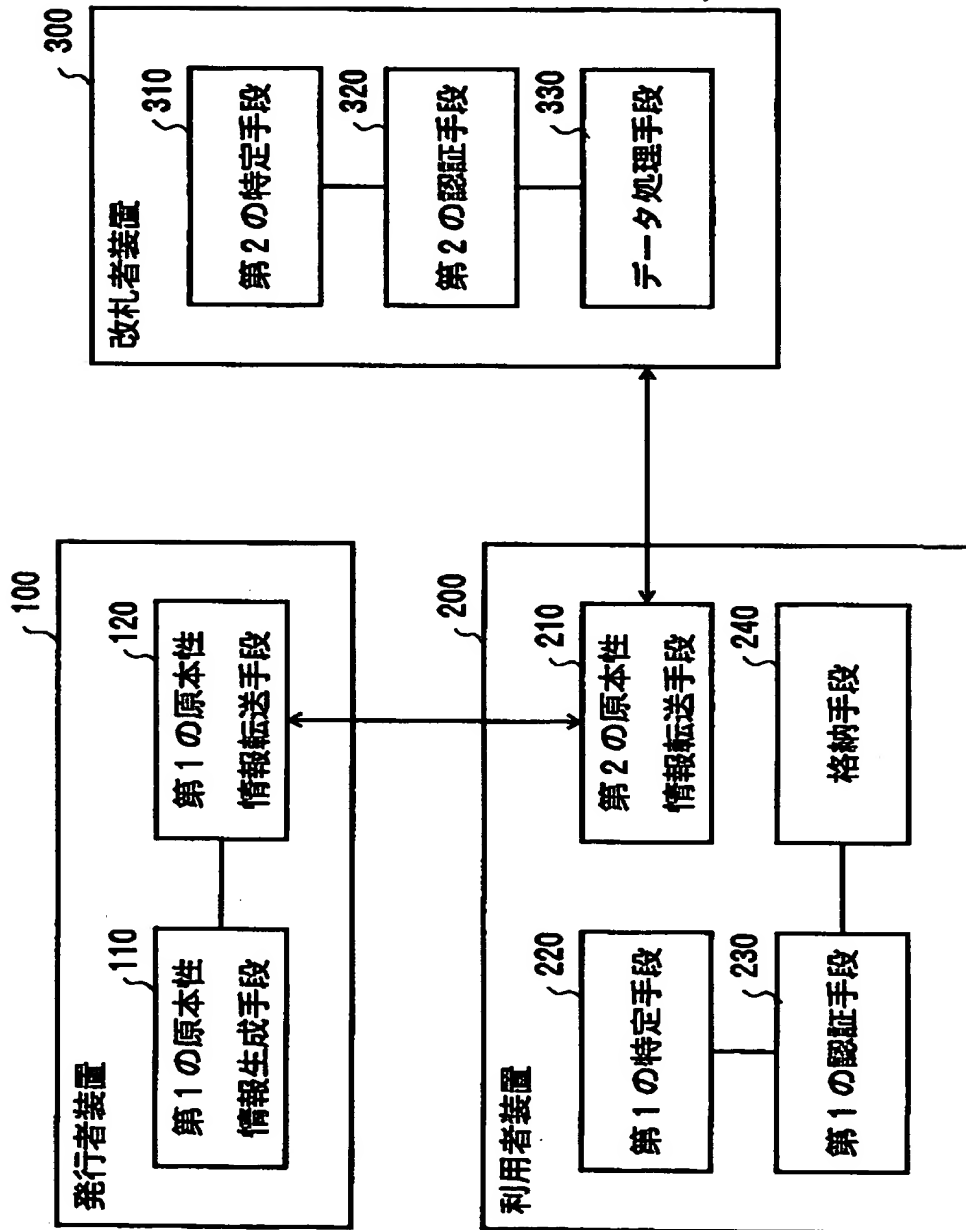 100
発行者装置
110
第1の原本性
情報生成手段
120
第1の原本性
情報転送手段
200
利用者装置
220
第1の特定手段
210
第2の原本性
情報転送手段
230
第1の認証手段
240
格納手段
300
改札者装置
310
第2の特定手段
320
第2の認証手段
330
データ処理手段